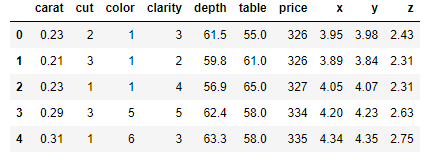 carat cut color clarity depth table price x y z
0 0.23 2 1 3 61.5 55.0 326 3.95 3.98 2.43
1 0.21 3 1 2 59.8 61.0 326 3.89 3.84 2.31
2 0.23 1 1 4 56.9 65.0 327 4.05 4.07 2.31
3 0.29 3 5 5 62.4 58.0 334 4.20 4.23 2.63
4 0.31 1 6 3 63.3 58.0 335 4.34 4.35 2.75